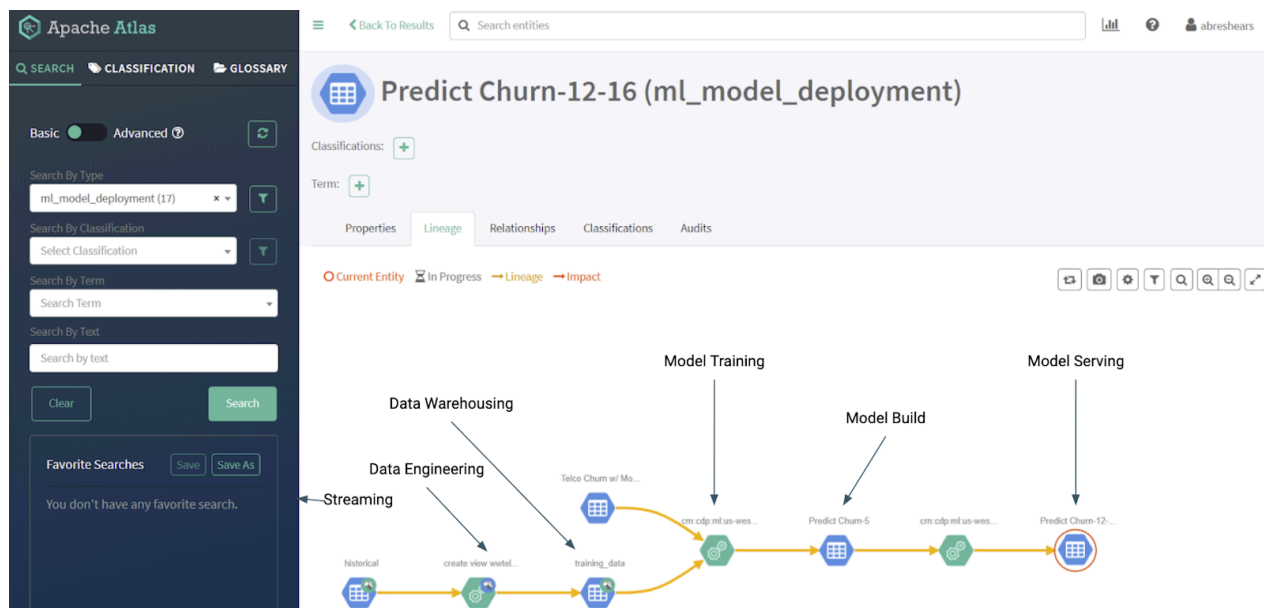 Apache Atlas
SEARCH CLASSIFICATION GLOSSARY
Basic Advanced
Search By Type
ml_model_deployment (17)
Search By Classification
Select Classification
Search By Term
Search Term
Search By Text
Search by text
Clear Search
Favorite Searches Save Save As
You don't have any favorite search.
Back To Results Search entities abreshears
Predict Churn-12-16 (ml_model_deployment)
Classifications:
Term:
Properties Lineage Relationships Classifications Audits
Current Entity In Progress Lineage Impact
Model Training Model Serving
Data Warehousing
Model Build
Data Engineering
Streaming
Telco Churn w/ Mo...
crn:cdp:ml:us-wes... Predict Churn-5 crn:cdp:ml:us-wes... Predict Churn-12-...
historical create view wwtel... training_data